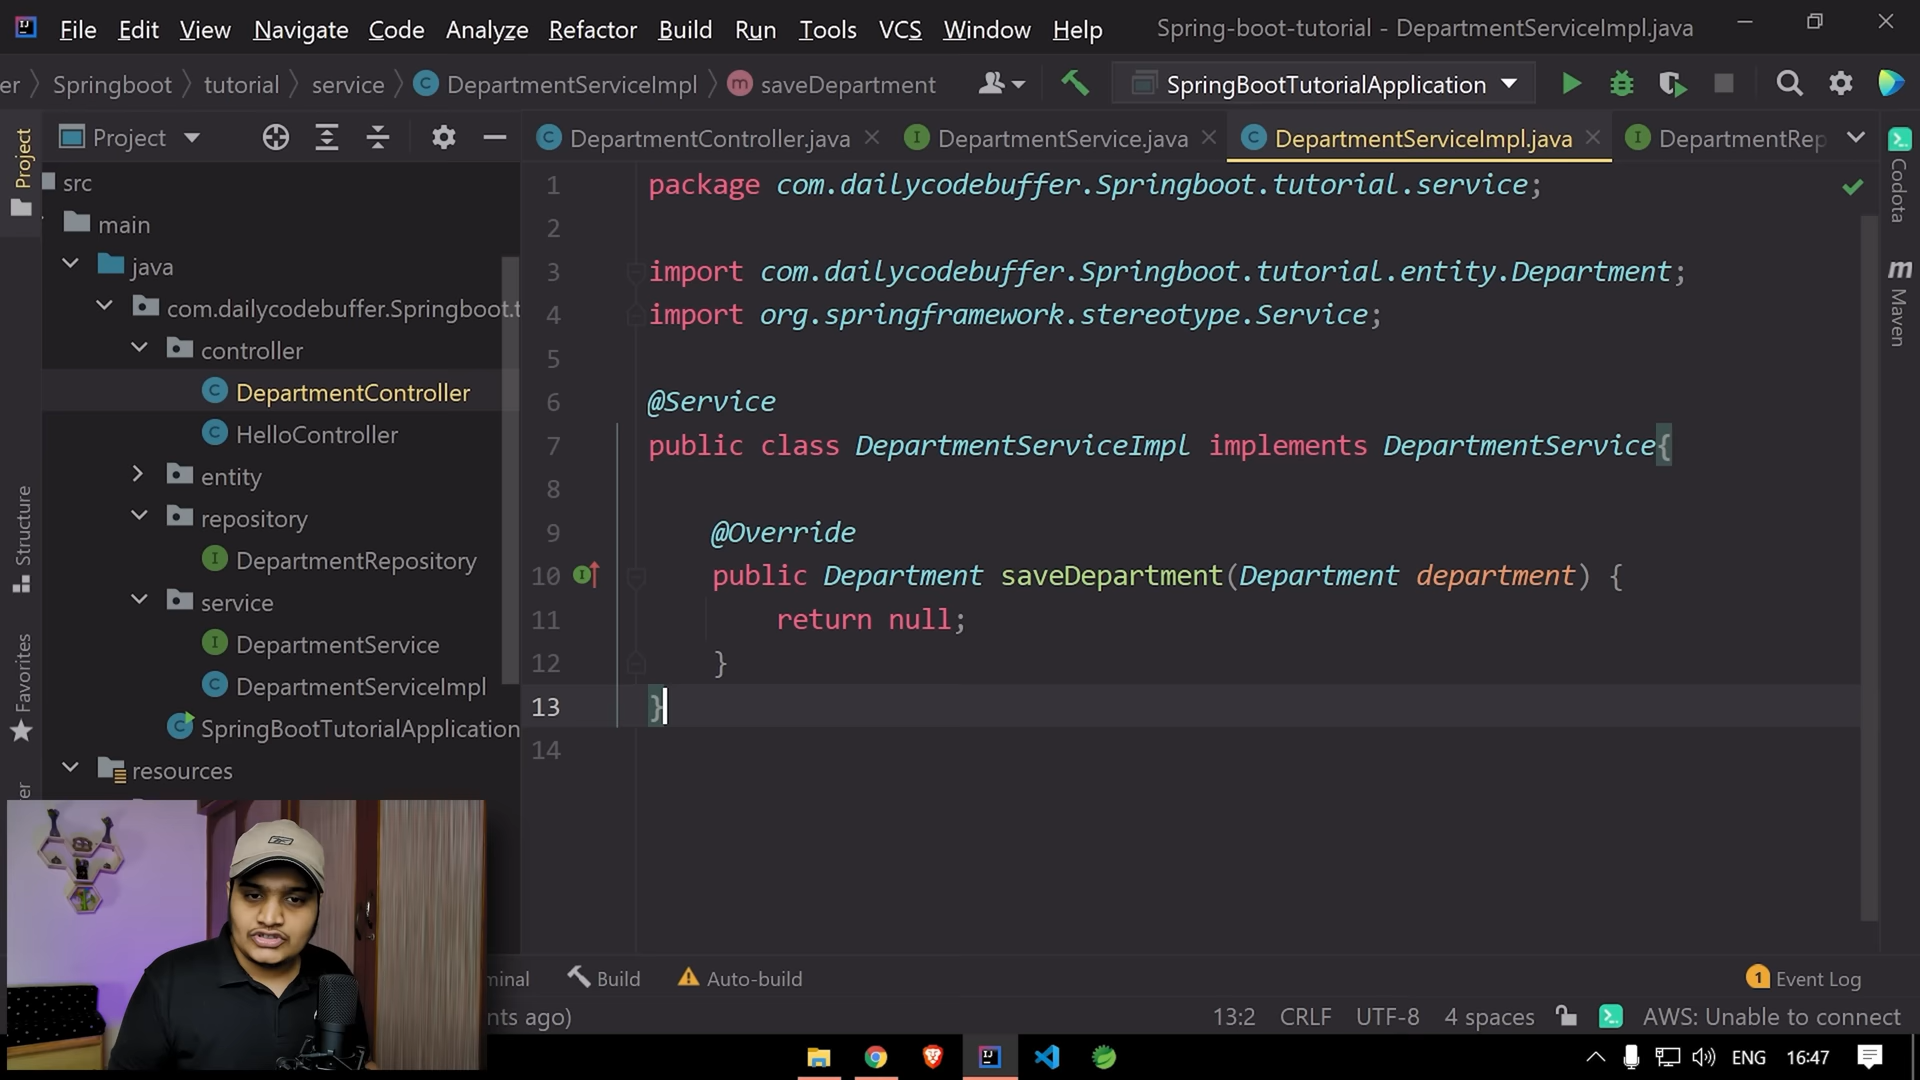 File Edit View Navigate Code Analyze Refactor Build Run Tools VCS Window Help Spring-boot-tutorial - DepartmentServiceImpl.java
er Springboot tutorial service DepartmentServiceImpl saveDepartment SpringBootTutorialApplication
Project
DepartmentController.java DepartmentService.java DepartmentServiceImpl.java DepartmentRep
Project
Structure
Favorites
src
main
java
com.dailycodebuffer.Springboot.t
controller
DepartmentController
HelloController
entity
repository
DepartmentRepository
service
DepartmentService
DepartmentServiceImpl
SpringBootTutorialApplication
resources
1 package com.dailycodebuffer.Springboot.tutorial.service;
2
3 import com.dailycodebuffer.Springboot.tutorial.entity.Department;
4 import org.springframework.stereotype.Service;
5
6 @Service
7 public class DepartmentServiceImpl implements DepartmentService{
8
9 @Override
10 public Department saveDepartment(Department department) {
11 return null;
12 }
13 }
14
Codota
Maven
minal Build Auto-build 1 Event Log
nts ago) 13:2 CRLF UTF-8 4 spaces AWS: Unable to connect
ENG 16:47